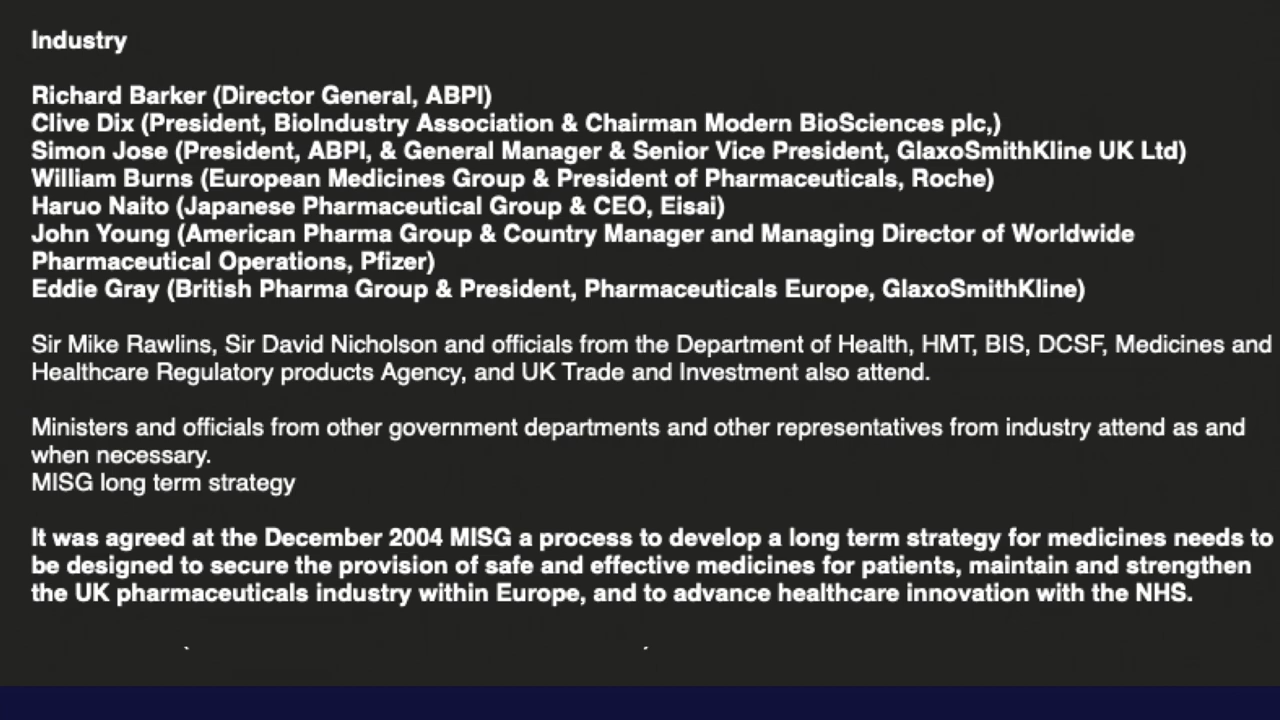 Industry
Richard Barker (Director General, ABPI)
Clive Dix (President, BioIndustry Association & Chairman Modern BioSciences plc,)
Simon Jose (President, ABPI, & General Manager & Senior Vice President, GlaxoSmithKline UK Ltd)
William Burns (European Medicines Group & President of Pharmaceuticals, Roche)
Haruo Naito (Japanese Pharmaceutical Group & CEO, Eisai)
John Young (American Pharma Group & Country Manager and Managing Director of Worldwide
Pharmaceutical Operations, Pfizer)
Eddie Gray (British Pharma Group & President, Pharmaceuticals Europe, GlaxoSmithKline)
Sir Mike Rawlins, Sir David Nicholson and officials from the Department of Health, HMT, BIS, DCSF, Medicines and
Healthcare Regulatory products Agency, and UK Trade and Investment also attend.
Ministers and officials from other government departments and other representatives from industry attend as and
when necessary.
MISG long term strategy
It was agreed at the December 2004 MISG a process to develop a long term strategy for medicines needs to
be designed to secure the provision of safe and effective medicines for patients, maintain and strengthen
the UK pharmaceuticals industry within Europe, and to advance healthcare innovation with the NHS.